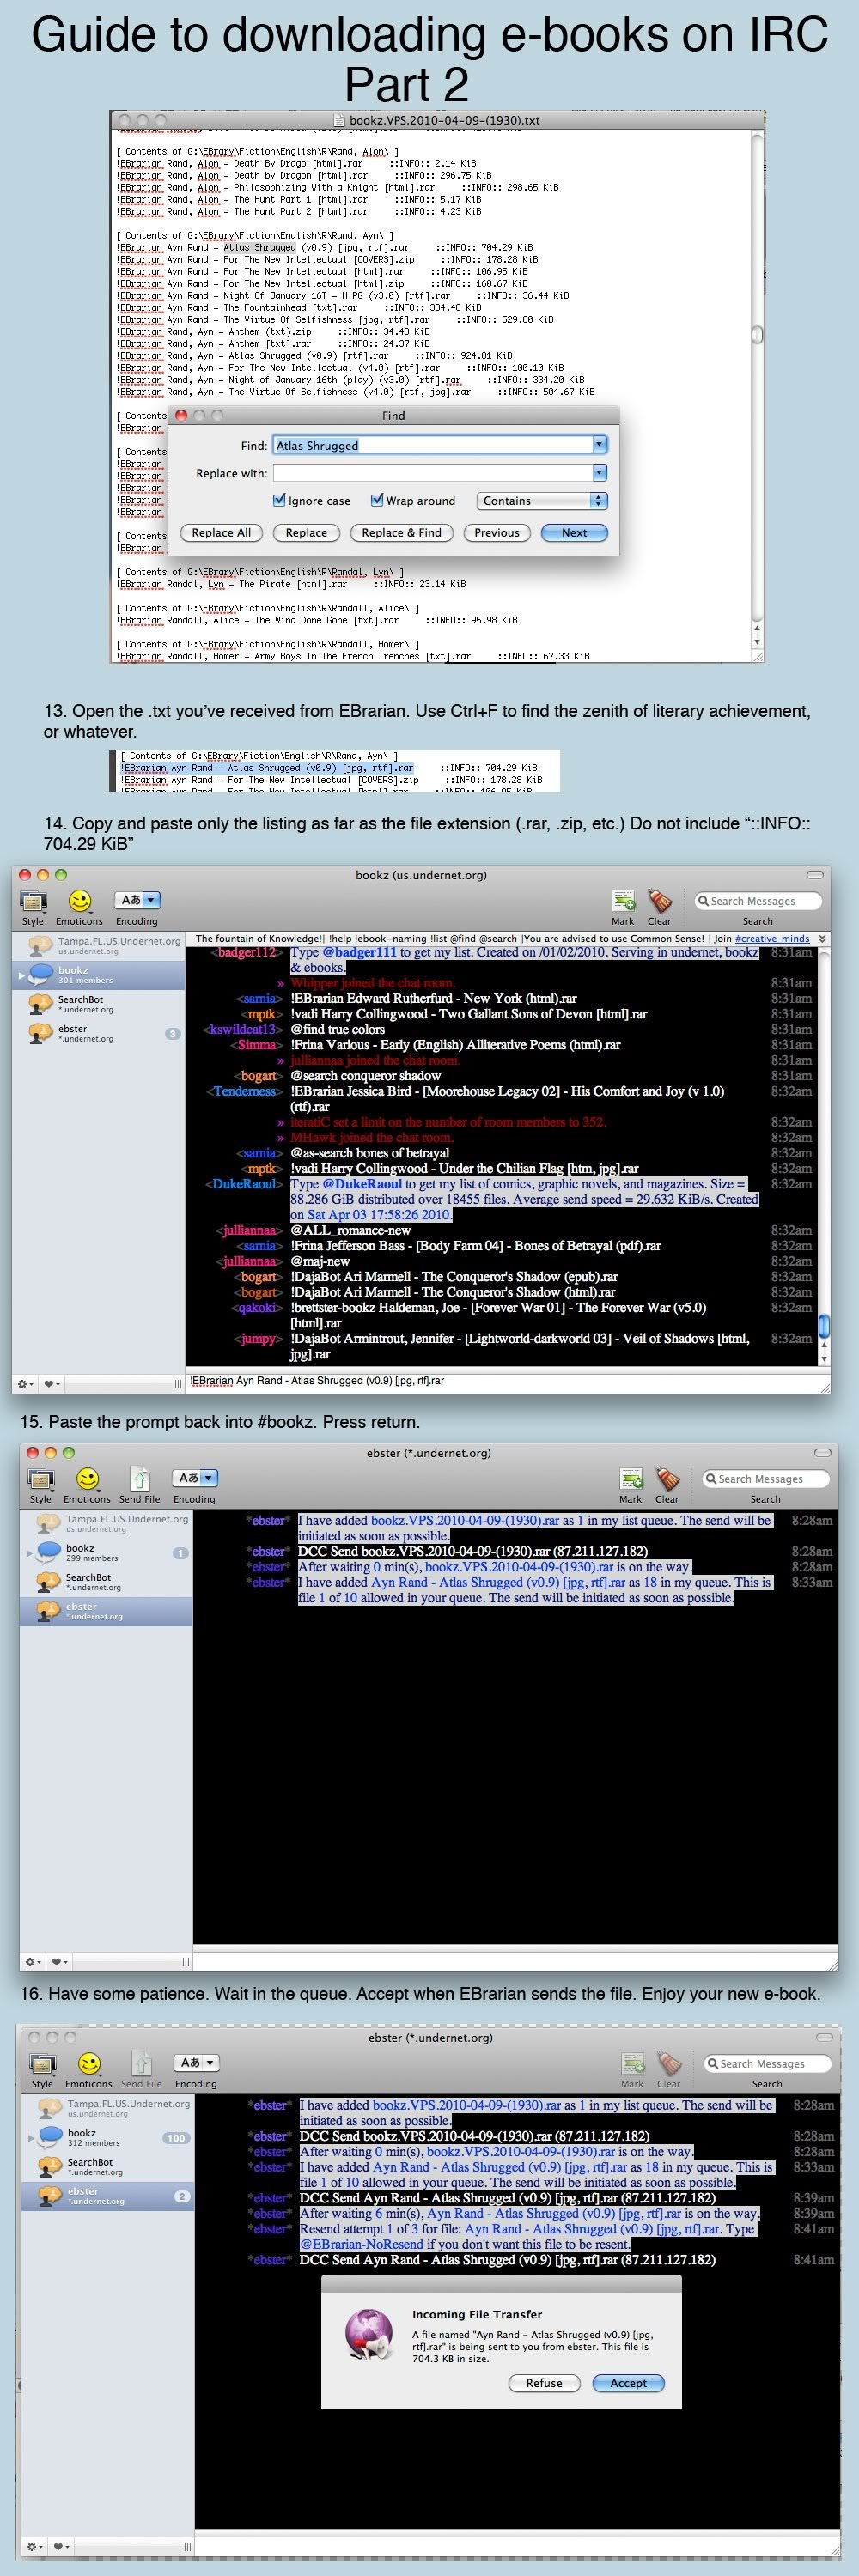 Guide to downloading e-books on IRC
Part 2
bookz.VPS.2010-04-09-(1930).txt
[ Contents of G:\EBrary\Fiction\English\R\Rand, Alon\ ]
!EBrarian Rand, Alon - Death By Drago [html].rar ::INFO:: 2.14 KiB
!EBrarian Rand, Alon - Death by Dragon [html].rar ::INFO:: 296.75 KiB
!EBrarian Rand, Alon - Philosophizing With a Knight [html].rar ::INFO:: 298.65 KiB
!EBrarian Rand, Alon - The Hunt Part 1 [html].rar ::INFO:: 5.17 KiB
!EBrarian Rand, Alon - The Hunt Part 2 [html].rar ::INFO:: 4.23 KiB
[ Contents of G:\EBrary\Fiction\English\R\Rand, Ayn\ ]
!EBrarian Ayn Rand - Atlas Shrugged (v0.9) [jpg, rtf].rar ::INFO:: 704.29 KiB
!EBrarian Ayn Rand - For The New Intellectual [COVERS].zip ::INFO:: 178.28 KiB
!EBrarian Ayn Rand - For The New Intellectual [html].rar ::INFO:: 106.95 KiB
!EBrarian Ayn Rand - For The New Intellectual [html].zip ::INFO:: 160.67 KiB
!EBrarian Ayn Rand - Night Of January 16T - H PG (v3.0) [rtf].rar ::INFO:: 36.44 KiB
!EBrarian Ayn Rand - The Fountainhead [txt].rar ::INFO:: 384.48 KiB
!EBrarian Ayn Rand - The Virtue Of Selfishness [jpg, rtf].rar ::INFO:: 529.80 KiB
!EBrarian Rand, Ayn - Anthem (txt).zip ::INFO:: 34.48 KiB
!EBrarian Rand, Ayn - Anthem [txt].rar ::INFO:: 24.37 KiB
!EBrarian Rand, Ayn - Atlas Shrugged (v0.9) [rtf].rar ::INFO:: 924.81 KiB
!EBrarian Rand, Ayn - For The New Intellectual (v4.0) [rtf].rar ::INFO:: 100.10 KiB
!EBrarian Rand, Ayn - Night of January 16th (play) (v3.0) [rtf].rar ::INFO:: 334.20 KiB
!EBrarian Rand, Ayn - The Virtue Of Selfishness (v4.0) [rtf, jpg].rar ::INFO:: 504.67 KiB
[ Contents
!EBrarian
[ Conten
!EBrarian
!EBrarian
!EBrarian
!EBrarian
!EBrarian
[ Conten
!EBrarian
Find
Find: Atlas Shrugged
Replace with:
Ignore case Wrap around Contains
Replace All Replace Replace & Find Previous Next
[ Contents of G:\EBrary\Fiction\English\R\Randal, Lyn\ ]
!EBrarian Randal, Lyn - The Pirate [html].rar ::INFO:: 23.14 KiB
[ Contents of G:\EBrary\Fiction\English\R\Randall, Alice\ ]
!EBrarian Randall, Alice - The Wind Done Gone [txt].rar ::INFO:: 95.98 KiB
[ Contents of G:\EBrary\Fiction\English\R\Randall, Homer\ ]
!EBrarian Randall, Homer - Army Boys In The French Trenches [txt].rar ::INFO:: 67.33 KiB
13. Open the .txt you've received from EBrarian. Use Ctrl+F to find the zenith of literary achievement,
or whatever.
[ Contents of G:\EBrary\Fiction\English\R\Rand, Ayn\ ]
!EBrarian Ayn Rand - Atlas Shrugged (v0.9) [jpg, rtf].rar ::INFO:: 704.29 KiB
!EBrarian Ayn Rand - For The New Intellectual [COVERS].zip ::INFO:: 178.28 KiB
14. Copy and paste only the listing as far as the file extension (.rar, .zip, etc.) Do not include “::INFO::
704.29 KiB”
bookz (us.undernet.org)
Style Emoticons Encoding Mark Clear Search
Aあ
Search Messages
Tampa.FL.US.Undernet.org
us.undernet.org
bookz
301 members
SearchBot
*.undernet.org
ebster 3
*.undernet.org
The fountain of Knowledge!| !help !ebook-naming !list @find @search |You are advised to use Common Sense! | Join #creative_minds
<badger112> Type @badger111 to get my list. Created on /01/02/2010. Serving in undernet, bookz 8:31am
& ebooks.
» Whipper joined the chat room. 8:31am
<sarnia> !EBrarian Edward Rutherfurd - New York (html).rar 8:31am
<mptk> !vadi Harry Collingwood - Two Gallant Sons of Devon [html].rar 8:31am
<kswildcat13> @find true colors 8:31am
<Simma> !Frina Various - Early (English) Alliterative Poems (html).rar 8:31am
» julliannaa joined the chat room. 8:31am
<bogart> @search conqueror shadow 8:31am
<Tenderness> !EBrarian Jessica Bird - [Moorehouse Legacy 02] - His Comfort and Joy (v 1.0) 8:32am
(rtf).rar
» iteratiC set a limit on the number of room members to 352. 8:32am
» MHawk joined the chat room. 8:32am
<sarnia> @as-search bones of betrayal 8:32am
<mptk> !vadi Harry Collingwood - Under the Chilian Flag [htm, jpg].rar 8:32am
<DukeRaoul> Type @DukeRaoul to get my list of comics, graphic novels, and magazines. Size = 8:32am
88.286 GiB distributed over 18455 files. Average send speed = 29.632 KiB/s. Created
on Sat Apr 03 17:58:26 2010.
<julliannaa> @ALL_romance-new 8:32am
<sarnia> !Frina Jefferson Bass - [Body Farm 04] - Bones of Betrayal (pdf).rar 8:32am
<julliannaa> @maj-new 8:32am
<bogart> !DajaBot Ari Marmell - The Conqueror's Shadow (epub).rar 8:32am
<bogart> !DajaBot Ari Marmell - The Conqueror's Shadow (html).rar 8:32am
<qakoki> !brettster-bookz Haldeman, Joe - [Forever War 01] - The Forever War (v5.0) 8:32am
[html].rar
<jumpy> !DajaBot Armintrout, Jennifer - [Lightworld-darkworld 03] - Veil of Shadows [html, 8:32am
jpg].rar
!EBrarian Ayn Rand - Atlas Shrugged (v0.9) [jpg, rtf].rar
15. Paste the prompt back into #bookz. Press return.
ebster (*.undernet.org)
Aあ
Search Messages
Style Emoticons Send File Encoding Mark Clear Search
Tampa.FL.US.Undernet.org
us.undernet.org
bookz 1
299 members
SearchBot
*.undernet.org
ebster
*.undernet.org
*ebster* I have added bookz.VPS.2010-04-09-(1930).rar as 1 in my list queue. The send will be 8:28am
initiated as soon as possible.
*ebster* DCC Send bookz.VPS.2010-04-09-(1930).rar (87.211.127.182) 8:28am
*ebster* After waiting 0 min(s), bookz.VPS.2010-04-09-(1930).rar is on the way. 8:28am
*ebster* I have added Ayn Rand - Atlas Shrugged (v0.9) [jpg, rtf].rar as 18 in my queue. This is 8:33am
file 1 of 10 allowed in your queue. The send will be initiated as soon as possible.
16. Have some patience. Wait in the queue. Accept when EBrarian sends the file. Enjoy your new e-book.
ebster (*.undernet.org)
Aあ
Search Messages
Style Emoticons Send File Encoding Mark Clear Search
Tampa.FL.US.Undernet.org
us.undernet.org
bookz 100
312 members
SearchBot
*.undernet.org
ebster 2
*.undernet.org
*ebster* I have added bookz.VPS.2010-04-09-(1930).rar as 1 in my list queue. The send will be 8:28am
initiated as soon as possible.
*ebster* DCC Send bookz.VPS.2010-04-09-(1930).rar (87.211.127.182) 8:28am
*ebster* After waiting 0 min(s), bookz.VPS.2010-04-09-(1930).rar is on the way. 8:28am
*ebster* I have added Ayn Rand - Atlas Shrugged (v0.9) [jpg, rtf].rar as 18 in my queue. This is 8:33am
file 1 of 10 allowed in your queue. The send will be initiated as soon as possible.
*ebster* DCC Send Ayn Rand - Atlas Shrugged (v0.9) [jpg, rtf].rar (87.211.127.182) 8:39am
*ebster* After waiting 6 min(s), Ayn Rand - Atlas Shrugged (v0.9) [jpg, rtf].rar is on the way. 8:39am
*ebster* Resend attempt 1 of 3 for file: Ayn Rand - Atlas Shrugged (v0.9) [jpg, rtf].rar. Type 8:41am
@EBrarian-NoResend if you don't want this file to be resent.
*ebster* DCC Send Ayn Rand - Atlas Shrugged (v0.9) [jpg, rtf].rar (87.211.127.182) 8:41am
Incoming File Transfer
A file named "Ayn Rand - Atlas Shrugged (v0.9) [jpg,
rtf].rar" is being sent to you from ebster. This file is
704.3 KB in size.
Refuse Accept